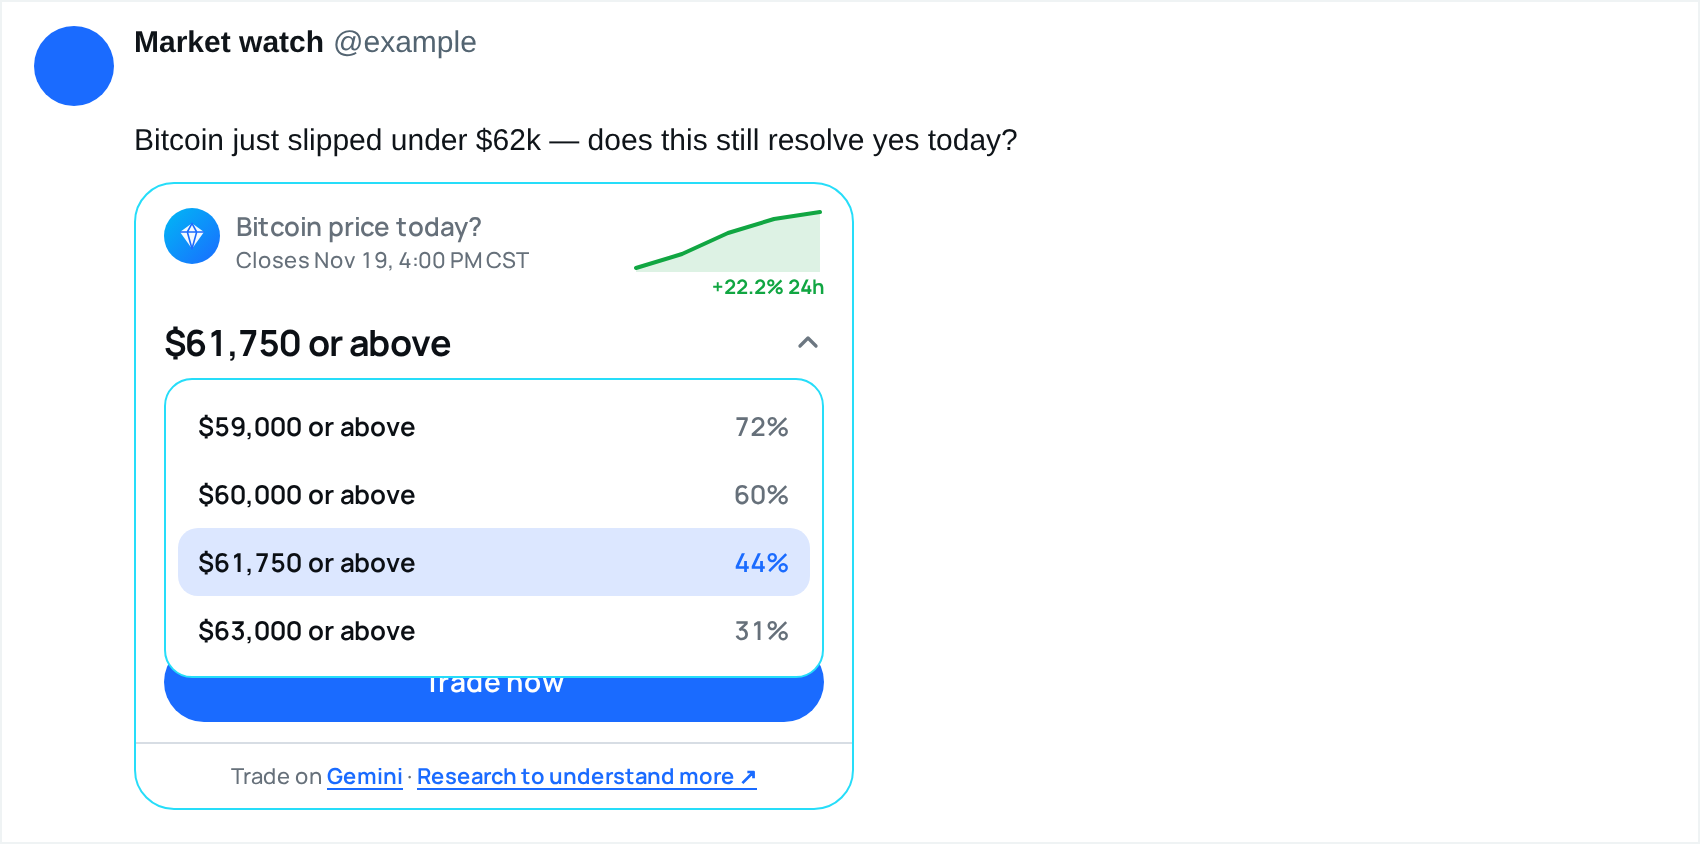 Market watch @example
Bitcoin just slipped under $62k — does this still resolve yes today?
Bitcoin price today?
Closes Nov 19, 4:00 PM CST
+22.2% 24h
$61,750 or above
$59,000 or above 72%
$60,000 or above 60%
$61,750 or above 44%
$63,000 or above 31%
Trade now
Trade on Gemini · Research to understand more ↗